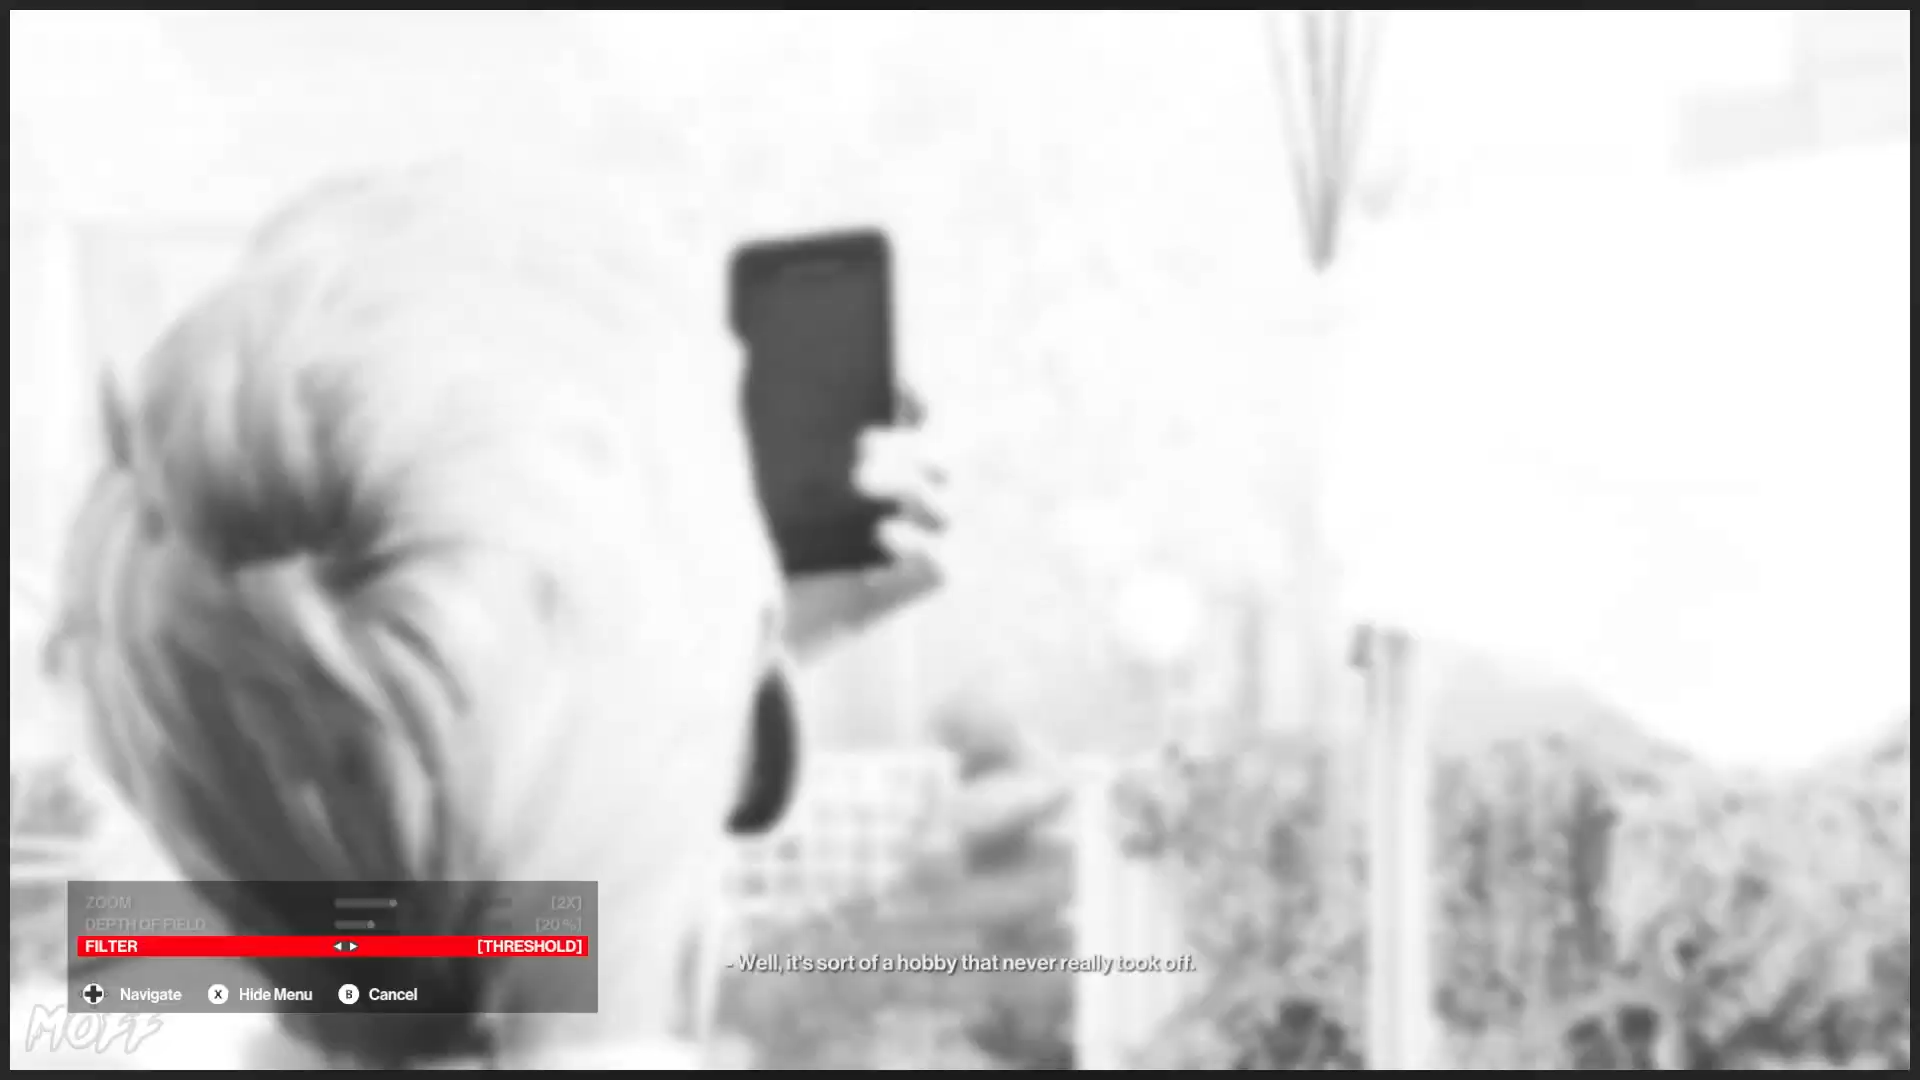 ZOOM [2X]
DEPTH OF FIELD [20%]
FILTER [THRESHOLD]
- Well, it's sort of a hobby that never really took off.
Navigate X Hide Menu B Cancel
MOFF